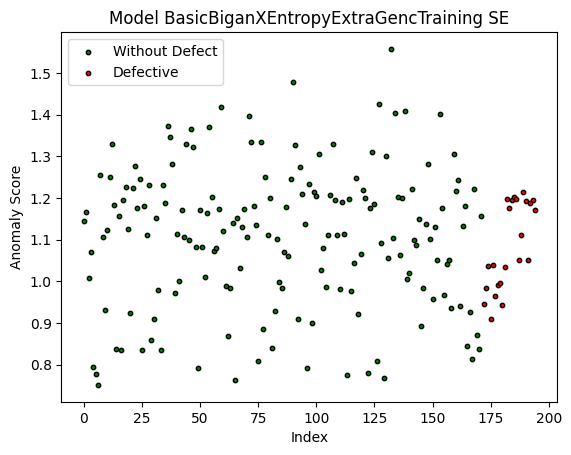 Model BasicBiganXEntropyExtraGencTraining SE
Without Defect
Defective
1.5
1.4
1.3
1.2
1.1
1.0
0.9
0.8
Anomaly Score
0 25 50 75 100 125 150 175 200
Index